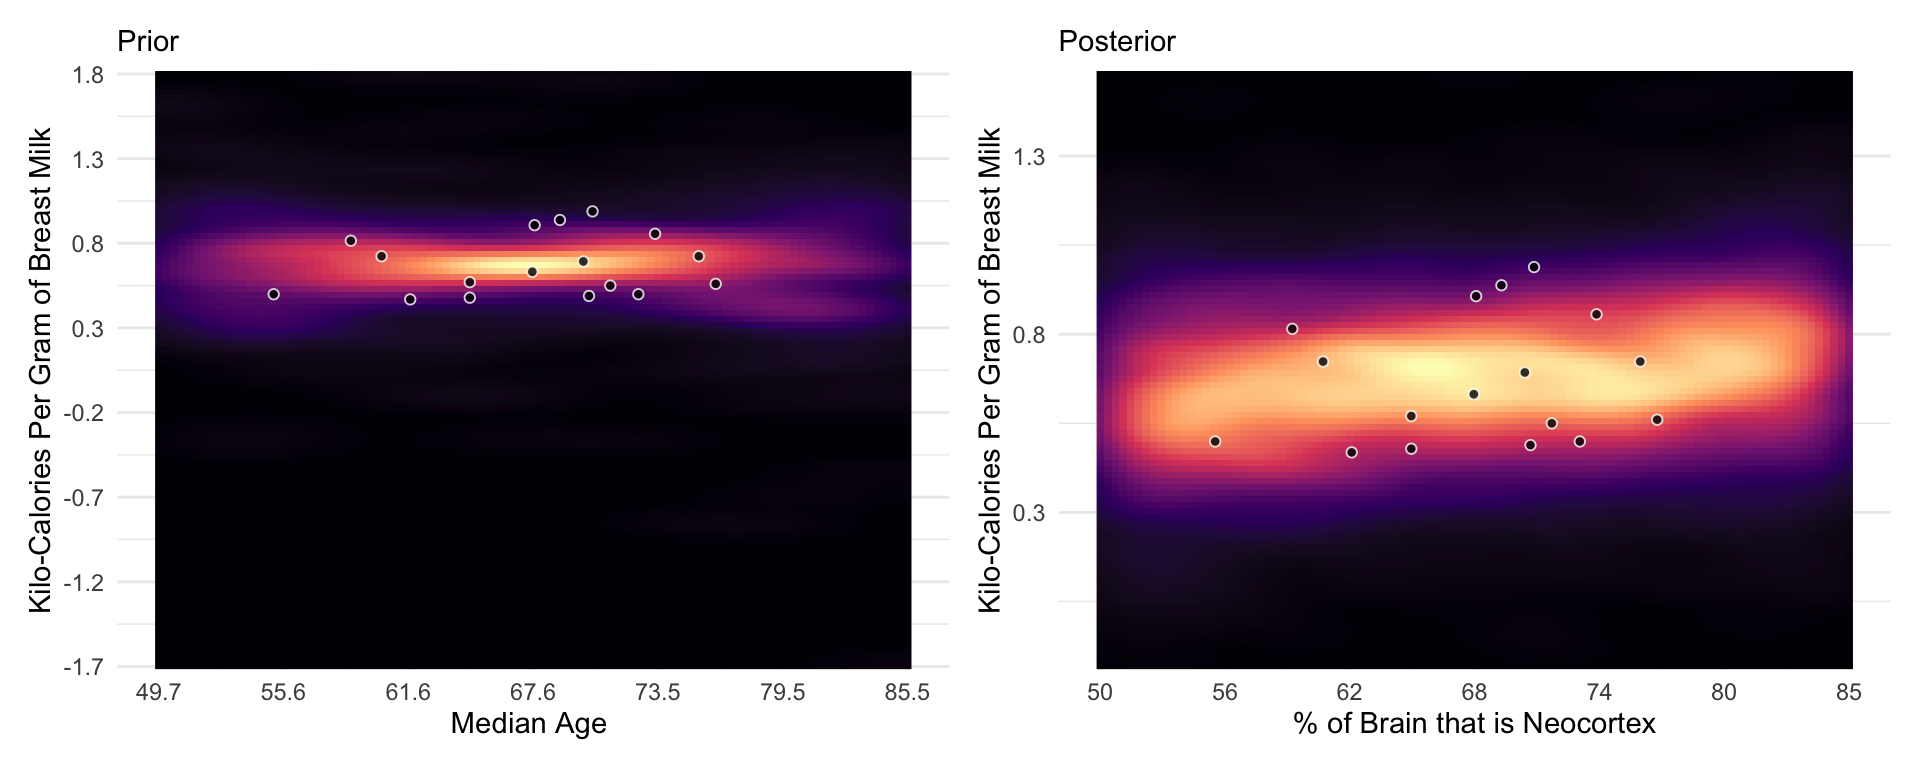 Prior
Kilo-Calories Per Gram of Breast Milk
1.8
1.3
0.8
0.3
-0.2
-0.7
-1.2
-1.7
49.7 55.6 61.6 67.6 73.5 79.5 85.5
Median Age
Posterior
Kilo-Calories Per Gram of Breast Milk
1.3
0.8
0.3
50 56 62 68 74 80 85
% of Brain that is Neocortex